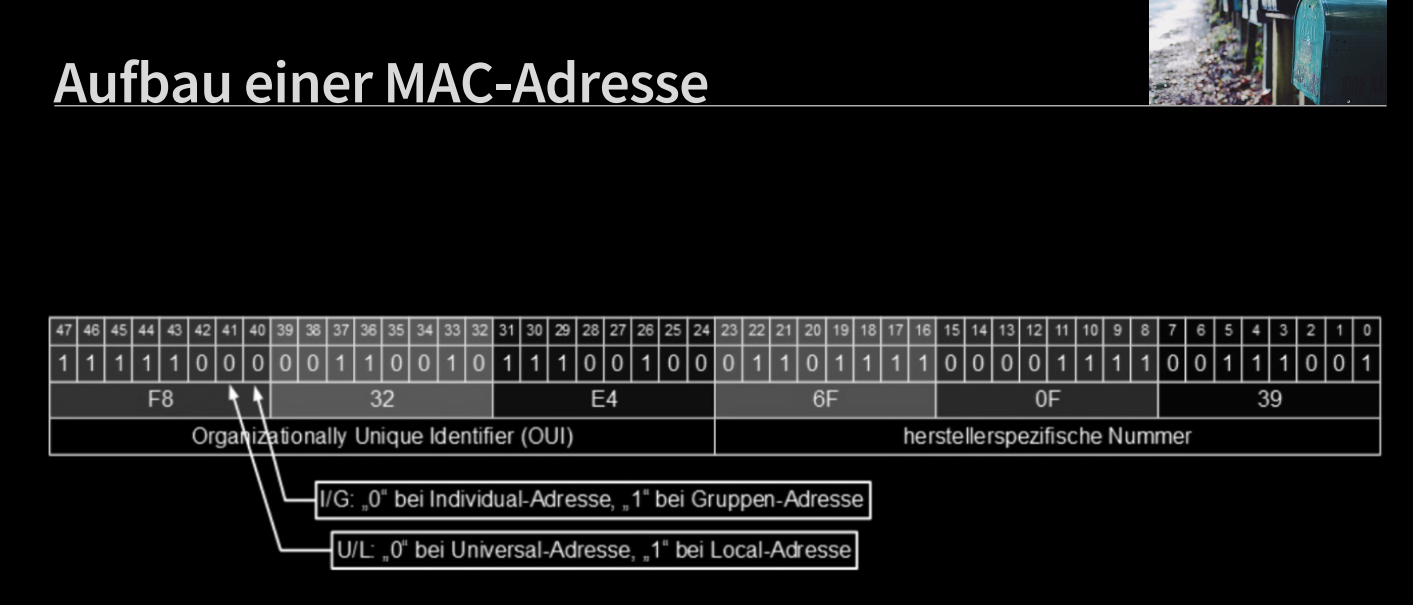 Aufbau einer MAC-Adresse
47 46 45 44 43 42 41 40 39 38 37 36 35 34 33 32 31 30 29 28 27 26 25 24 23 22 21 20 19 18 17 16 15 14 13 12 11 10 9 8 7 6 5 4 3 2 1 0
1 1 1 1 1 0 0 0 0 0 1 1 0 0 1 0 1 1 1 0 0 1 0 0 0 1 1 0 1 1 1 1 0 0 0 0 1 1 1 1 0 0 1 1 1 0 0 1
F8 32 E4 6F 0F 39
Organizationally Unique Identifier (OUI) herstellerspezifische Nummer
I/G: „0“ bei Individual-Adresse, „1“ bei Gruppen-Adresse
U/L: „0“ bei Universal-Adresse, „1“ bei Local-Adresse